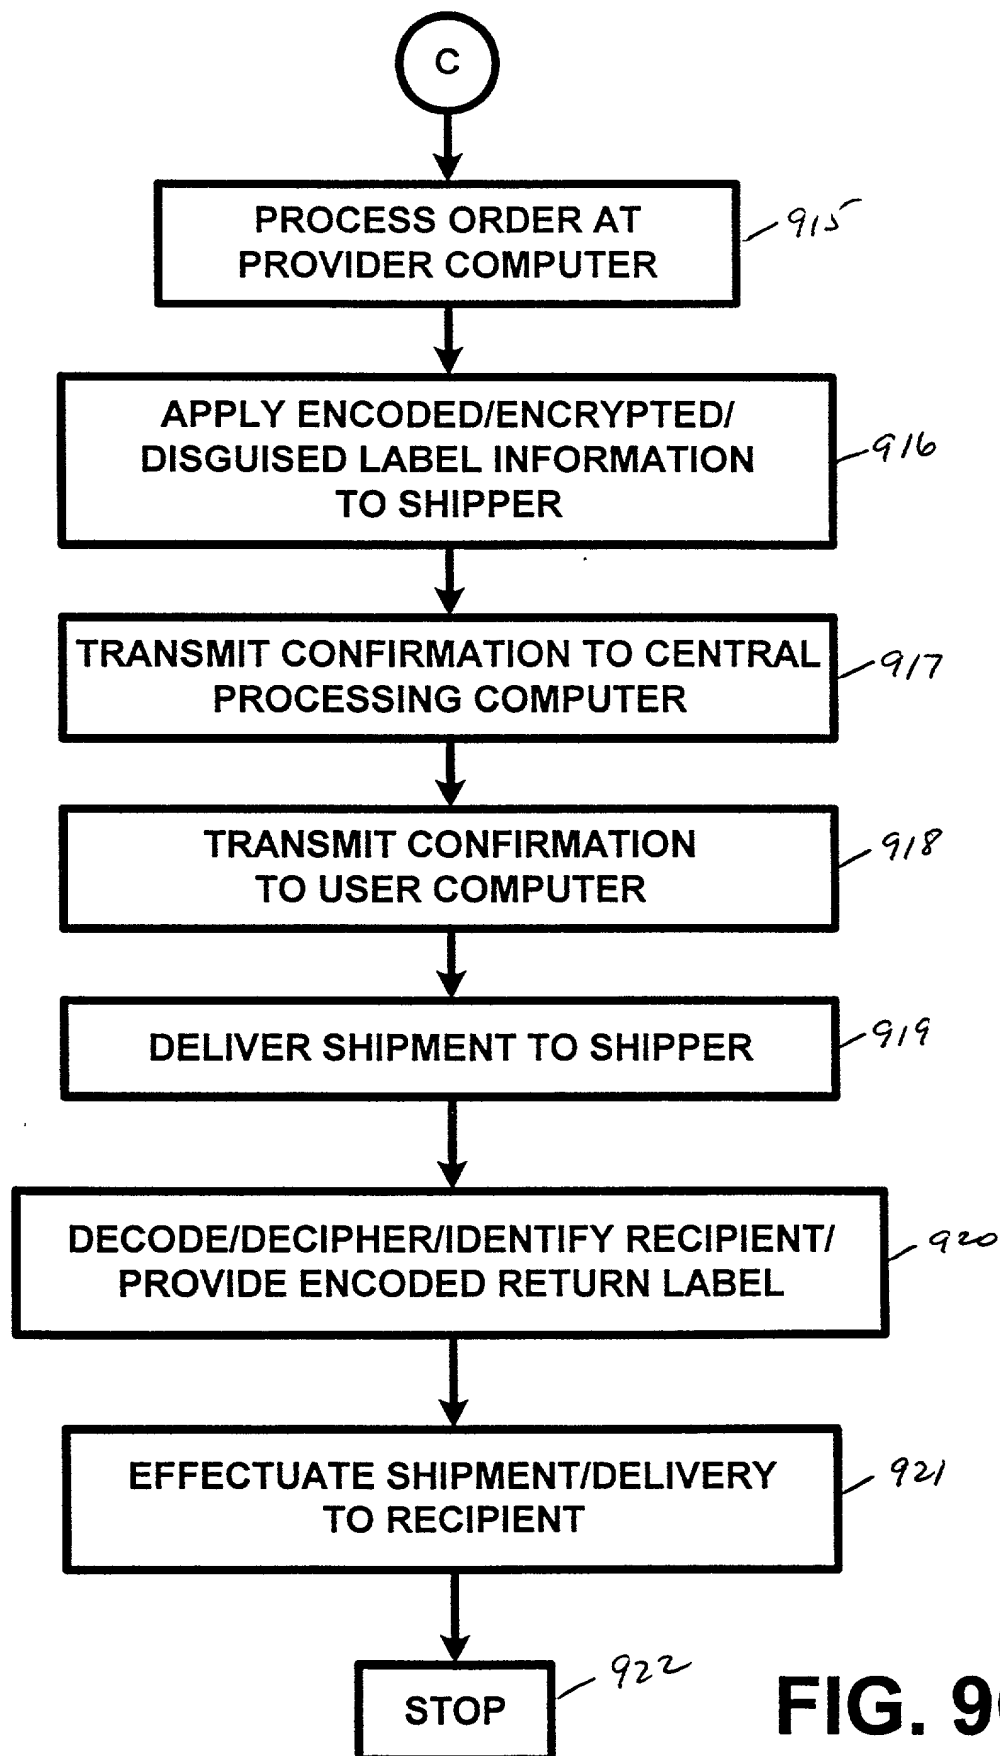 C
PROCESS ORDER AT
PROVIDER COMPUTER
915
APPLY ENCODED/ENCRYPTED/
DISGUISED LABEL INFORMATION
TO SHIPPER
916
TRANSMIT CONFIRMATION TO CENTRAL
PROCESSING COMPUTER
917
TRANSMIT CONFIRMATION
TO USER COMPUTER
918
DELIVER SHIPMENT TO SHIPPER
919
DECODE/DECIPHER/IDENTIFY RECIPIENT/
PROVIDE ENCODED RETURN LABEL
920
EFFECTUATE SHIPMENT/DELIVERY
TO RECIPIENT
921
STOP
922
FIG.